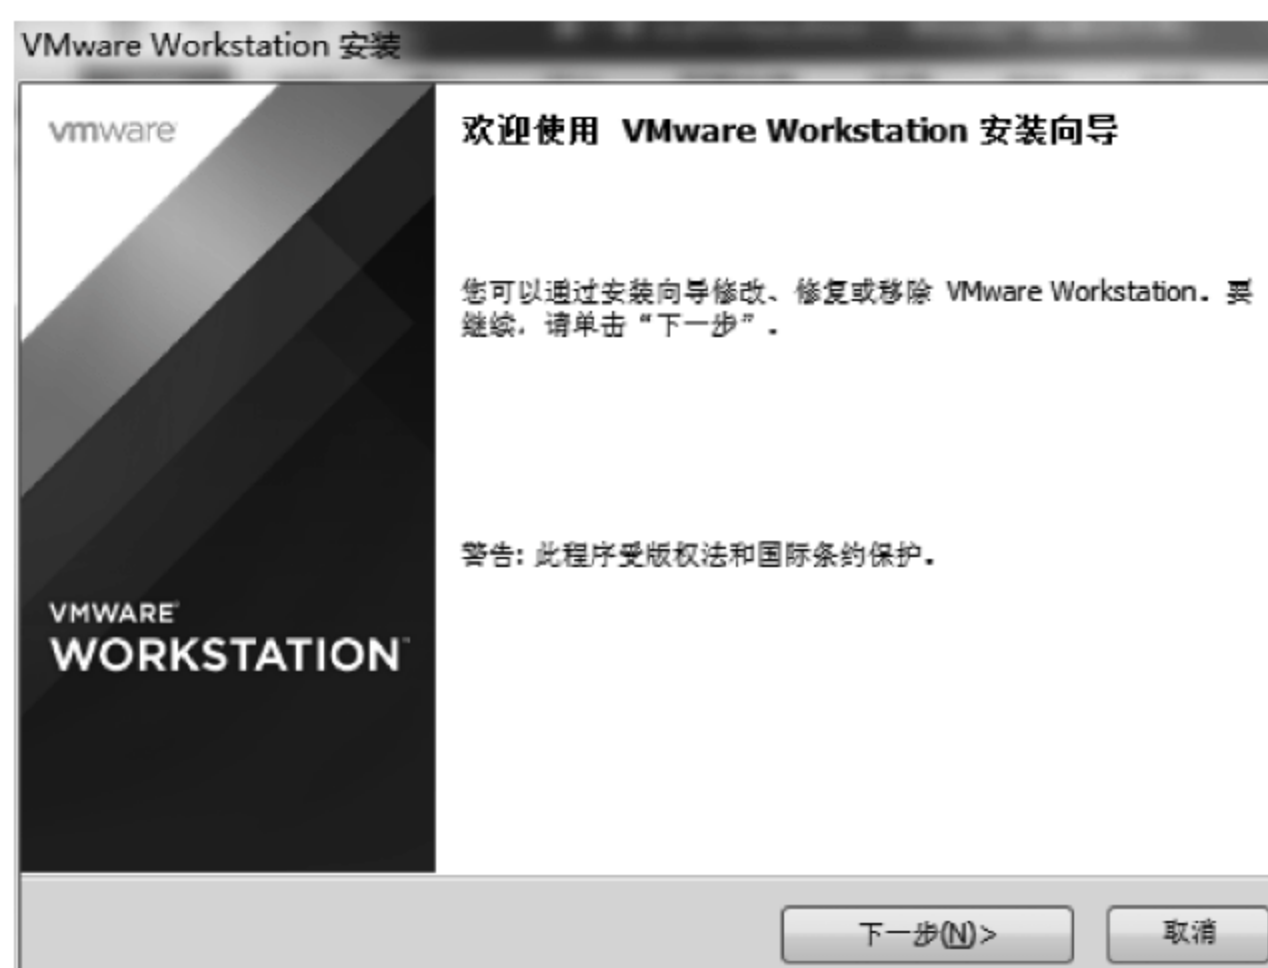 VMware Workstation 安装
vmware
欢迎使用 VMware Workstation 安装向导
您可以通过安装向导修改、修复或移除 VMware Workstation。要
继续，请单击“下一步”。
警告: 此程序受版权法和国际条约保护。
VMWARE®
WORKSTATION™
下一步(N)>
取消